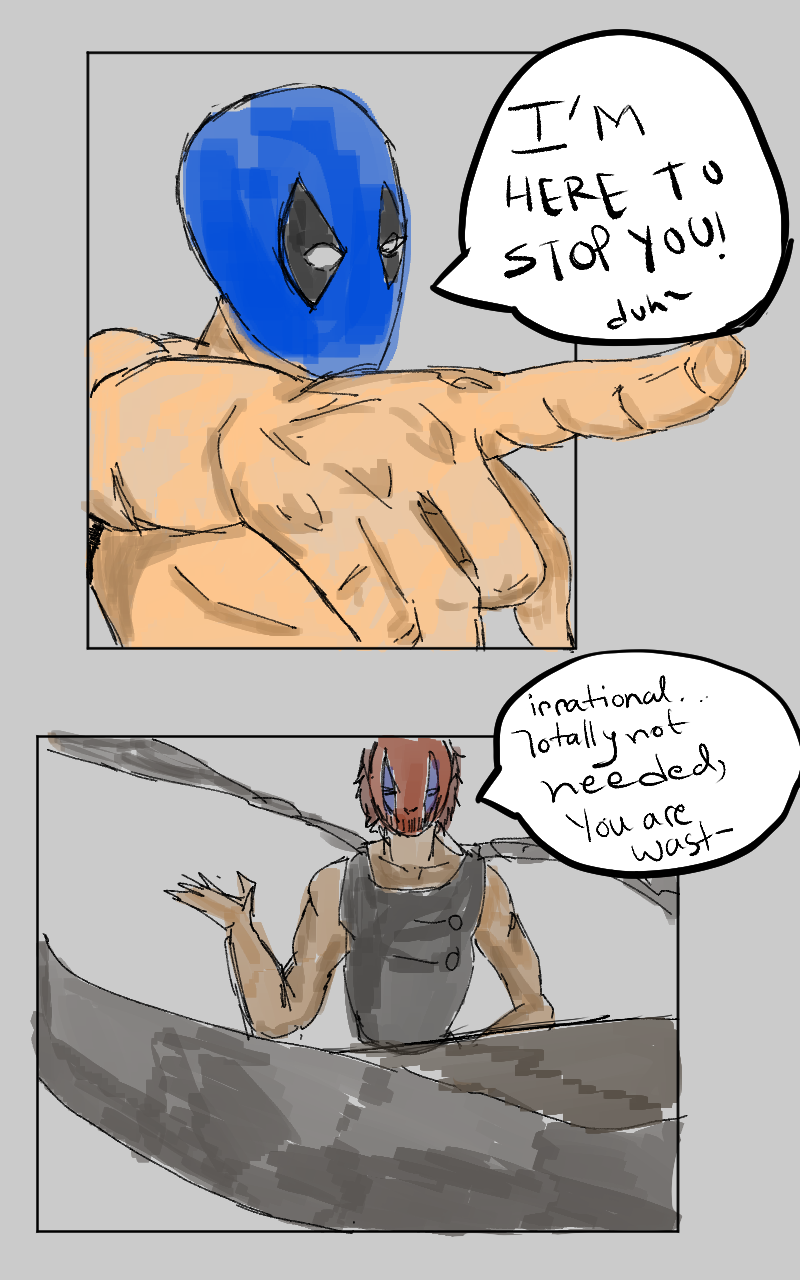 I'M
HERE TO
STOP YOU!
duh~
irrational...
Totally not
needed,
You are
wast—